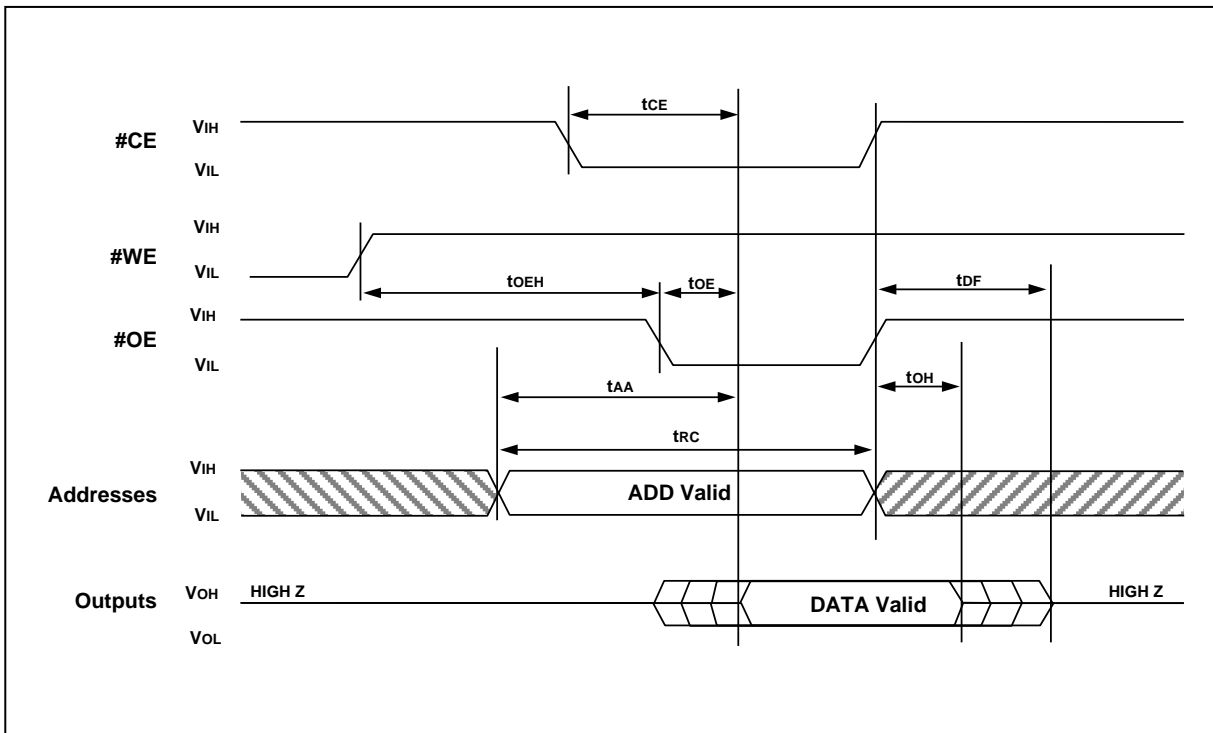 tCE
VIH
#CE
VIL
VIH
#WE
VIL
tOEH
tOE
tDF
VIH
#OE
VIL
tAA
tOH
tRC
VIH
Addresses
ADD Valid
VIL
VOH
HIGH Z
HIGH Z
Outputs
DATA Valid
VOL